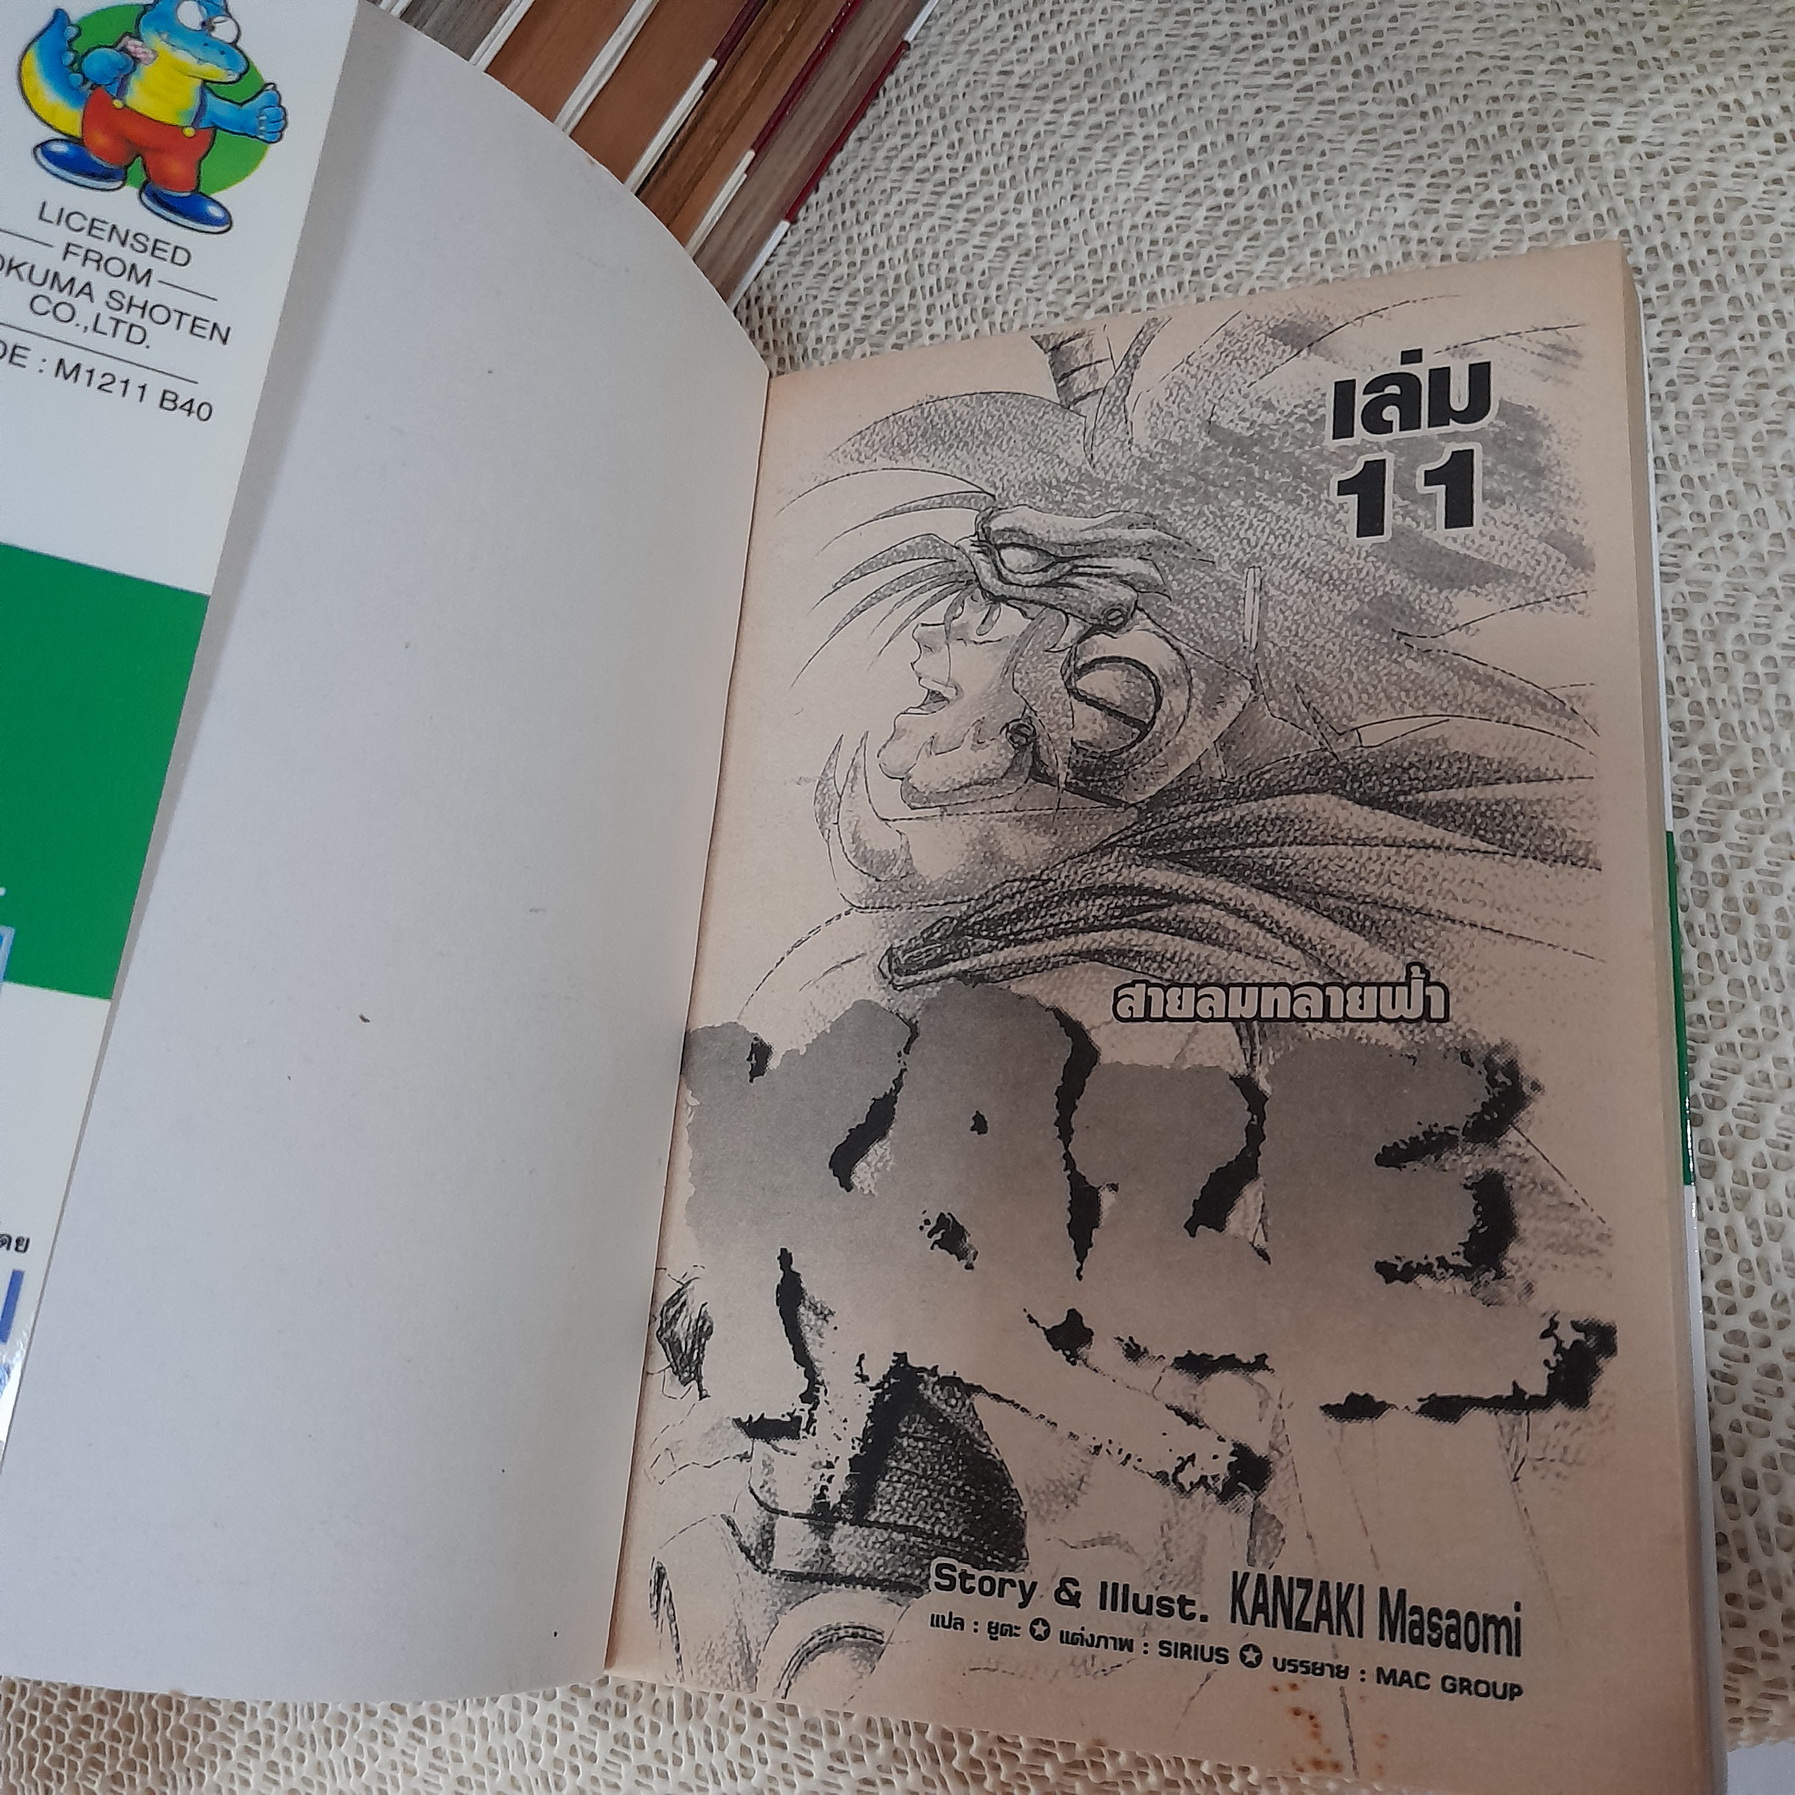 LICENSED
FROM
OKUMA SHOTEN
CO.,LTD.
DE : M1211 B40
ดย
เล่ม
11
สายลมทลายฟ้า
Story & Illust. KANZAKI Masaomi
แปล : ยูตะ ✪ แต่งภาพ : SIRIUS ✪ บรรยาย : MAC GROUP